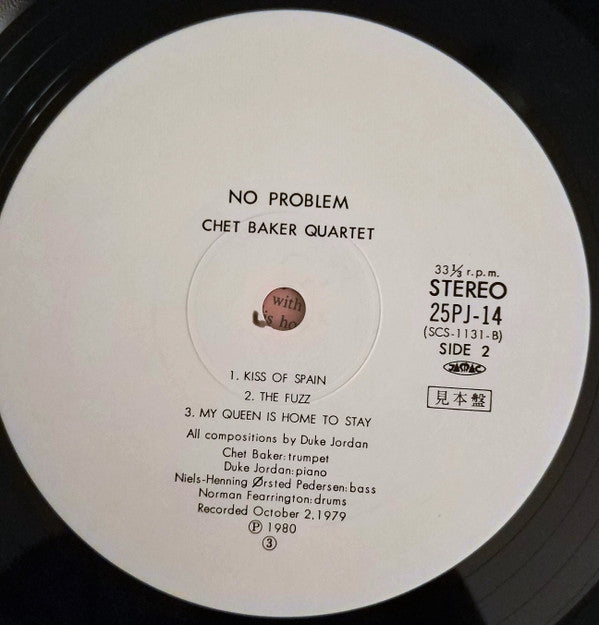 NO PROBLEM
CHET BAKER QUARTET
33⅓ r.p.m.
STEREO
25PJ-14
(SCS-1131-B)
SIDE 2
JASRAC
見本盤
with
is ho
1. KISS OF SPAIN
2. THE FUZZ
3. MY QUEEN IS HOME TO STAY
All compositions by Duke Jordan
Chet Baker:trumpet
Duke Jordan:piano
Niels-Henning Ørsted Pedersen:bass
Norman Fearrington:drums
Recorded October 2.1979
Ⓟ 1980
③